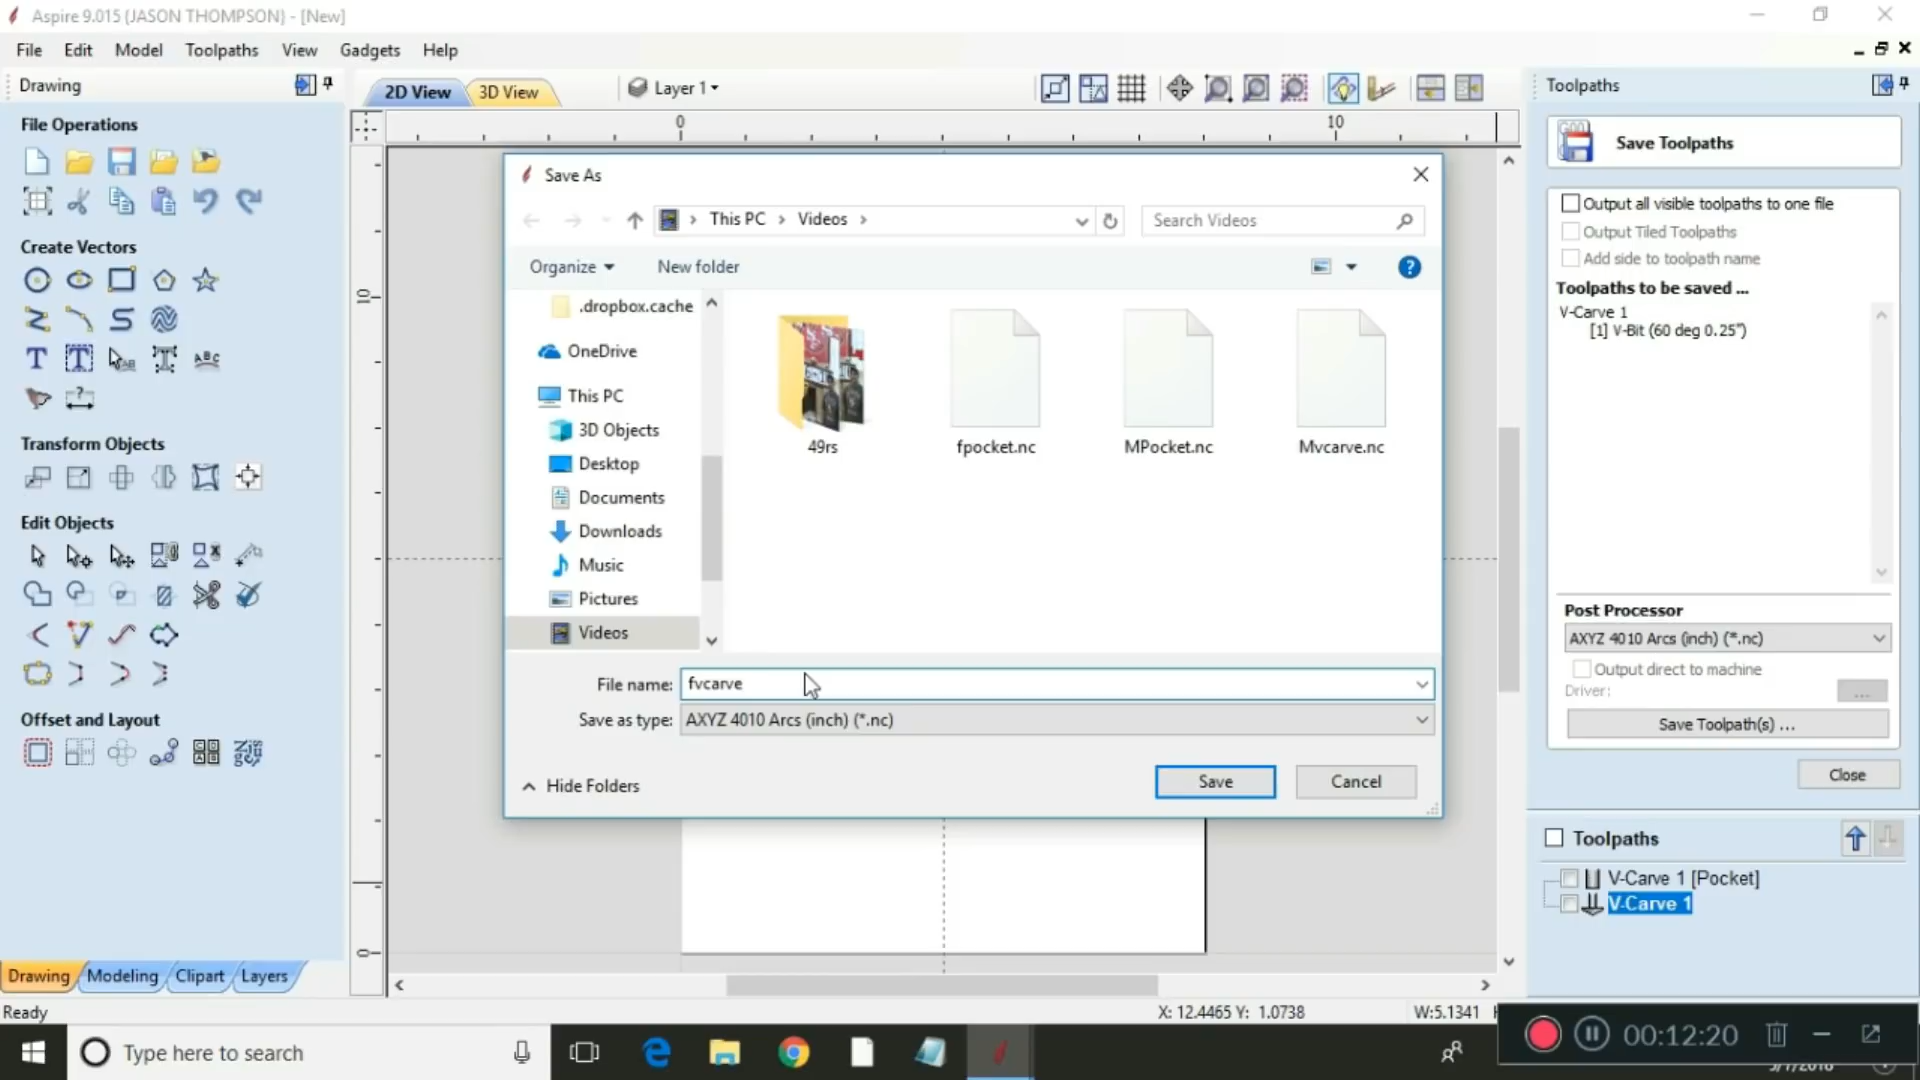 Aspire 9.015 (JASON THOMPSON) - [New]
File Edit Model Toolpaths View Gadgets Help
Drawing
File Operations
Create Vectors
Transform Objects
Edit Objects
Offset and Layout
Drawing Modeling Clipart Layers
Ready
2D View 3D View Layer 1
0 10
10
0
Save As
This PC > Videos >
Search Videos
Organize New folder
.dropbox.cache
OneDrive
This PC
3D Objects
Desktop
Documents
Downloads
Music
Pictures
Videos
49rs fpocket.nc MPocket.nc Mvcarve.nc
File name: fvcarve
Save as type: AXYZ 4010 Arcs (inch) (*.nc)
Hide Folders Save Cancel
Toolpaths
Save Toolpaths
Output all visible toolpaths to one file
Output Tiled Toolpaths
Add side to toolpath name
Toolpaths to be saved ...
V-Carve 1
[1] V-Bit (60 deg 0.25")
Post Processor
AXYZ 4010 Arcs (inch) (*.nc)
Output direct to machine
Driver: ...
Save Toolpath(s) ...
Close
Toolpaths
V-Carve 1 [Pocket]
V-Carve 1
X: 12.4465 Y: 1.0738 W:5.1341
Type here to search
00:12:20